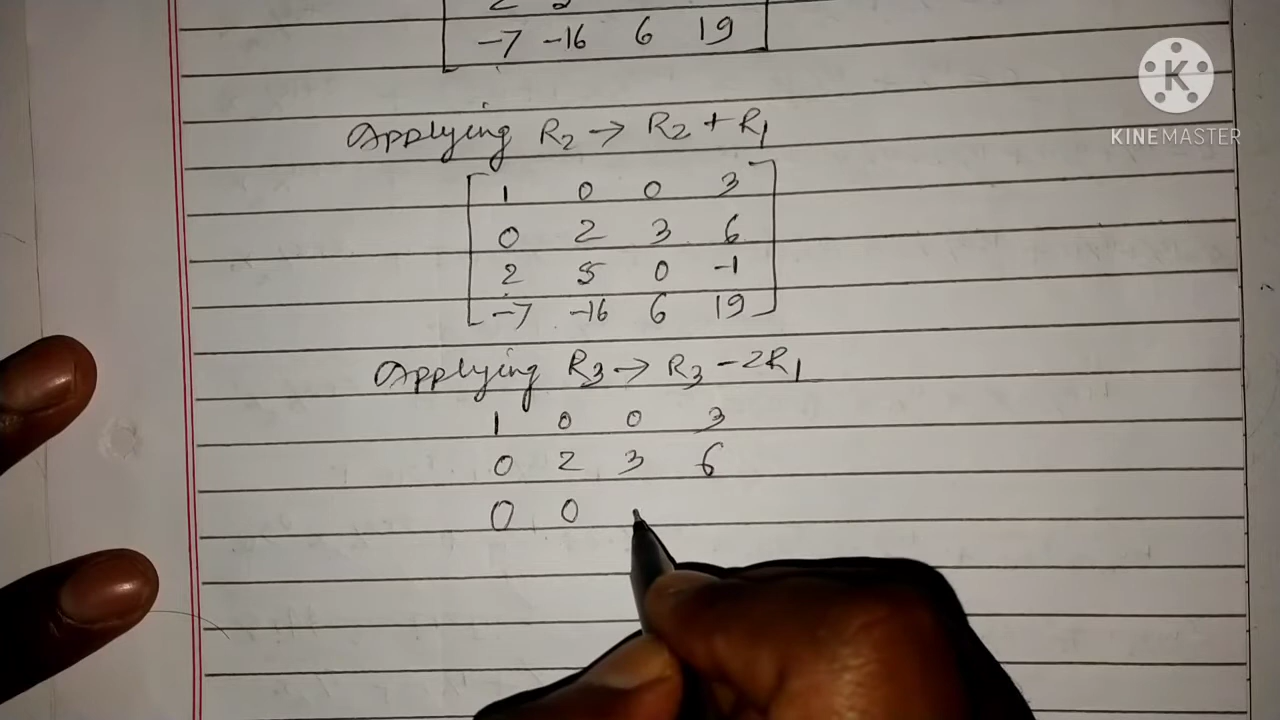 -7 -16 6 19
Applying R₂ → R₂ + R₁
1 0 0 3
0 2 3 6
2 5 0 -1
-7 -16 6 19
Applying R₃ → R₃ - 2R₁
1 0 0 3
0 2 3 6
0 0
K
KINEMASTER